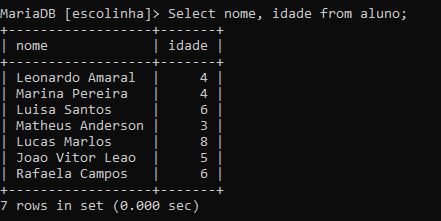 MariaDB [escolinha]> Select nome, idade from aluno;
+-----------------+-------+
| nome            | idade |
+-----------------+-------+
| Leonardo Amaral |     4 |
| Marina Pereira  |     4 |
| Luisa Santos    |     6 |
| Matheus Anderson |     3 |
| Lucas Marlos    |     8 |
| Joao Vitor Leao |     5 |
| Rafaela Campos  |     6 |
+-----------------+-------+
7 rows in set (0.000 sec)